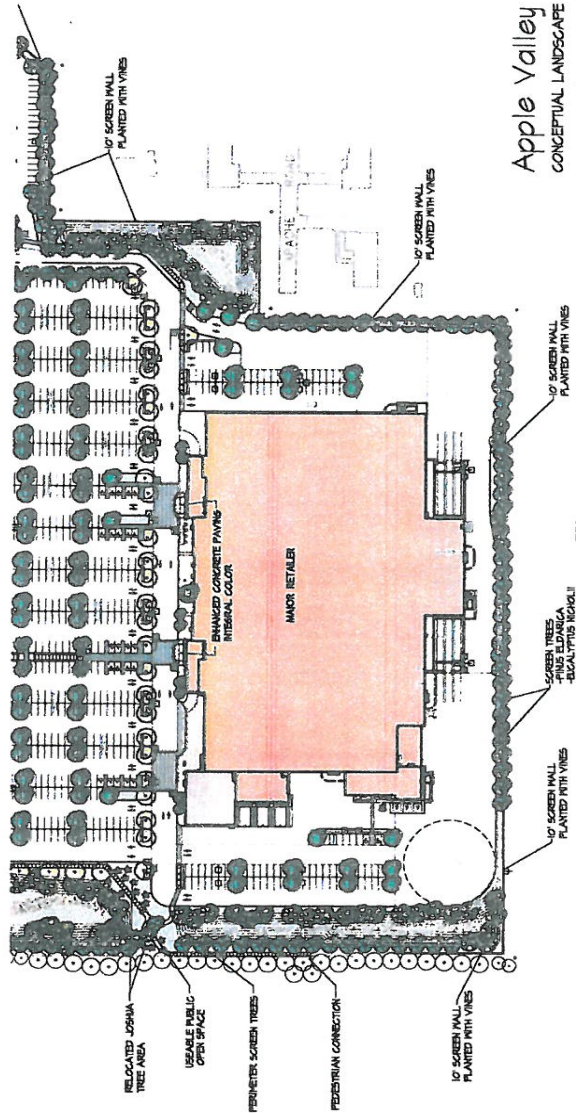 10' SCREEN WALL
PLANTED WITH VINES
Apple Valley
CONCEPTUAL LANDSCAPE
APACHE ROAD
10' SCREEN WALL
PLANTED WITH VINES
ENHANCED CONCRETE PAVING
INTEGRAL COLOR
MAJOR RETAILER
10' SCREEN WALL
PLANTED WITH VINES
SCREEN TREES
-PINUS ELDARICA
-EUCALYPTUS NICHOLII
10' SCREEN WALL
PLANTED WITH VINES
RELOCATED JOSHUA
TREE AREA
USEABLE PUBLIC
OPEN SPACE
PERIMETER SCREEN TREES
PEDESTRIAN CONNECTION
10' SCREEN WALL
PLANTED WITH VINES